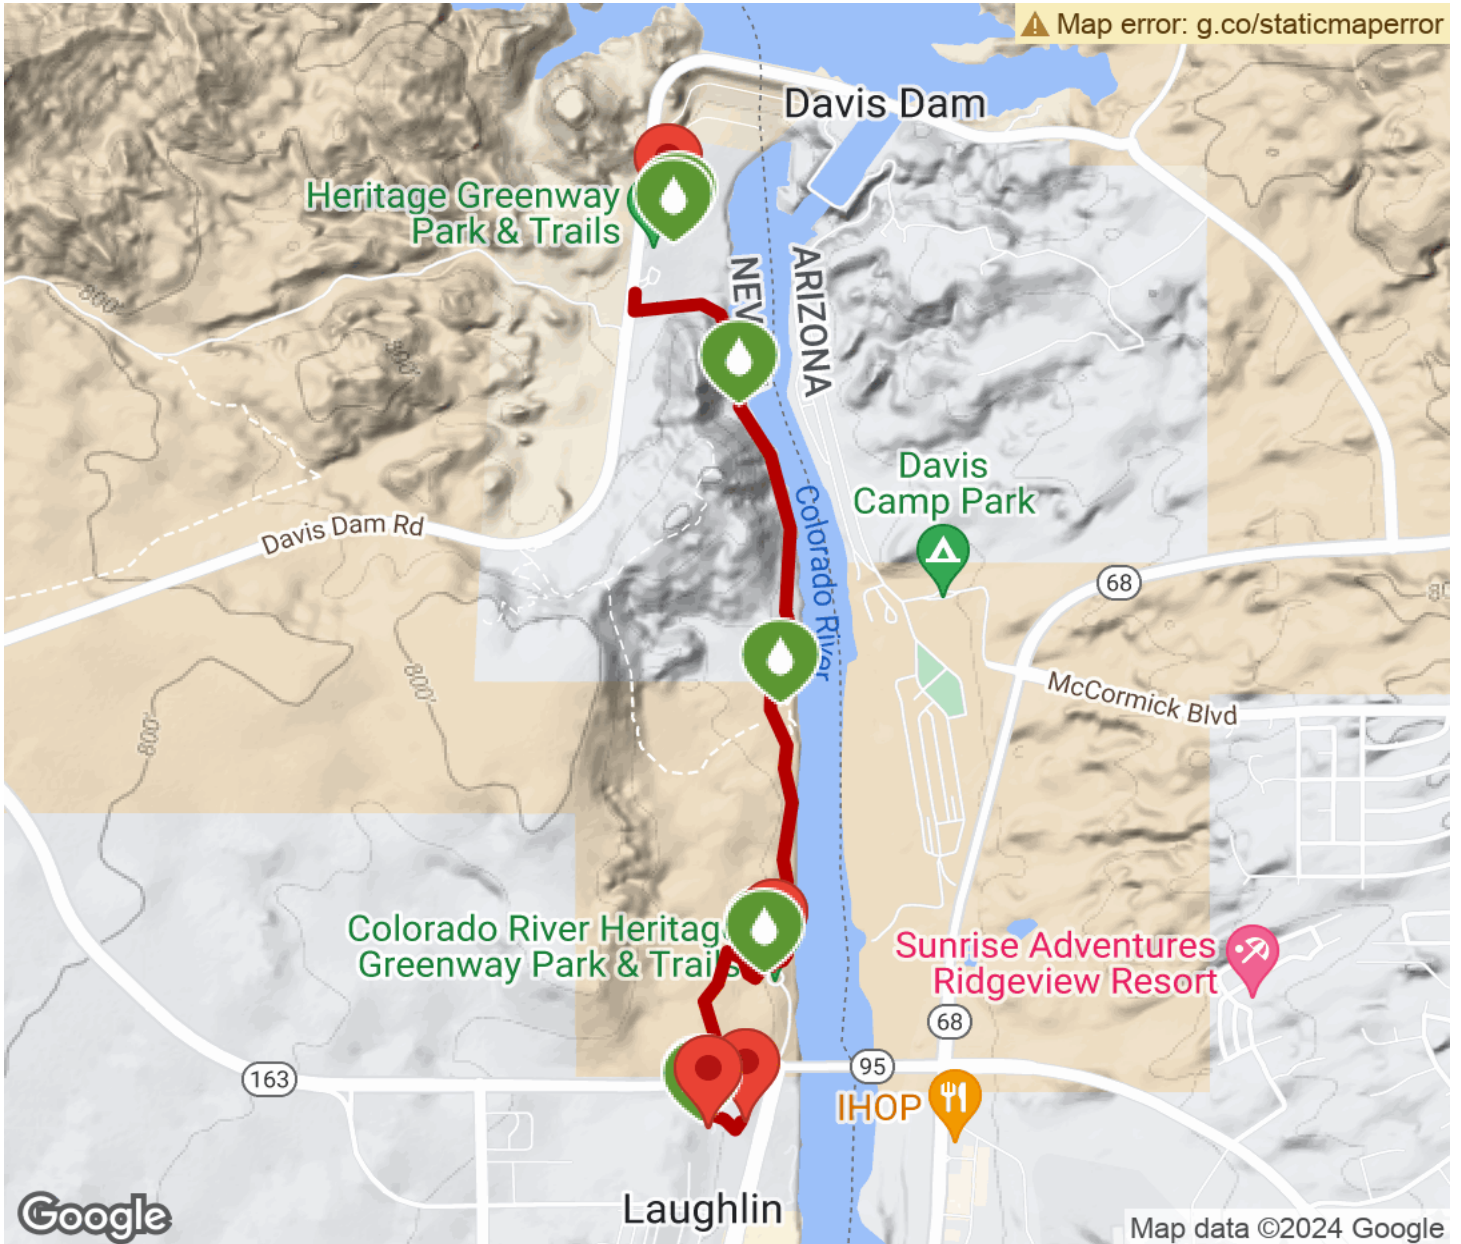 Map error: g.co/staticmaperror
Davis Dam
Heritage Greenway
Park & Trails
NEV
ARIZONA
800'
800'
Davis
Camp Park
Colorado River
Davis Dam Rd
68
McCormick Blvd
800'
800'
Colorado River Heritag
Greenway Park & Trails
Sunrise Adventures
Ridgeview Resort
68
163
95
IHOP
Laughlin
Google
Map data ©2024 Google